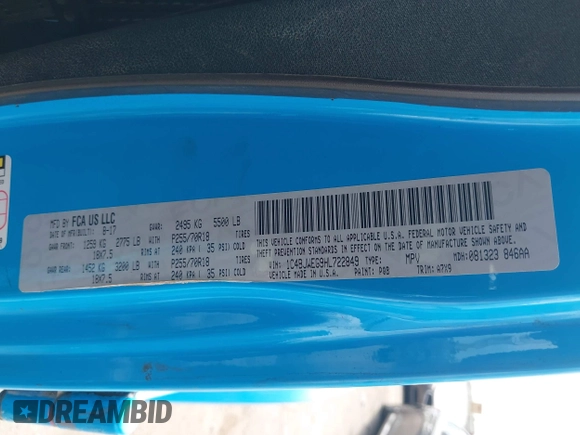 MFD BY FCA US LLC
DATE OF MFR/BUILT: 8-17
GVWR: 2495 KG 5500 LB
GAWR FRONT: 1259 KG 2775 LB WITH P255/70R18 TIRES
18X7.5 RIMS AT 240 KPA ( 35 PSI) COLD
GAWR REAR: 1452 KG 3200 LB WITH P255/70R18 TIRES
18X7.5 RIMS AT 240 KPA ( 35 PSI) COLD
THIS VEHICLE CONFORMS TO ALL APPLICABLE U.S.A. FEDERAL MOTOR VEHICLE SAFETY,
THEFT PREVENTION STANDARDS IN EFFECT ON THE DATE OF MANUFACTURE SHOWN ABOVE.
VIN: 1C4BJWEG9HL722849
MPV
MDH: 081323 846AA
VEHICLE MADE IN U.S.A.
PAINT: PQB
TRIM: A7X9
DREAMBID